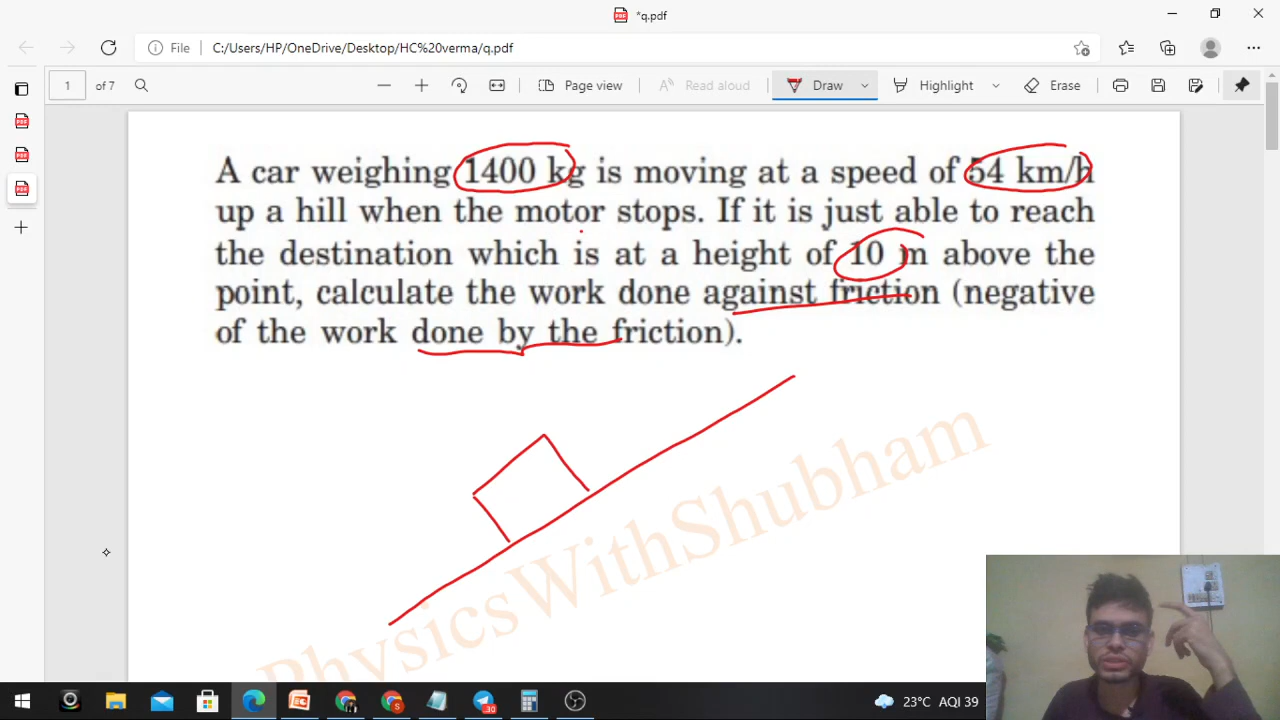 *q.pdf
File C:/Users/HP/OneDrive/Desktop/HC%20verma/q.pdf
1 of 7 Page view Read aloud Draw Highlight Erase
A car weighing 1400 kg is moving at a speed of 54 km/h
up a hill when the motor stops. If it is just able to reach
the destination which is at a height of 10 m above the
point, calculate the work done against friction (negative
of the work done by the friction).
PhysicsWithShubham
23°C AQI 39